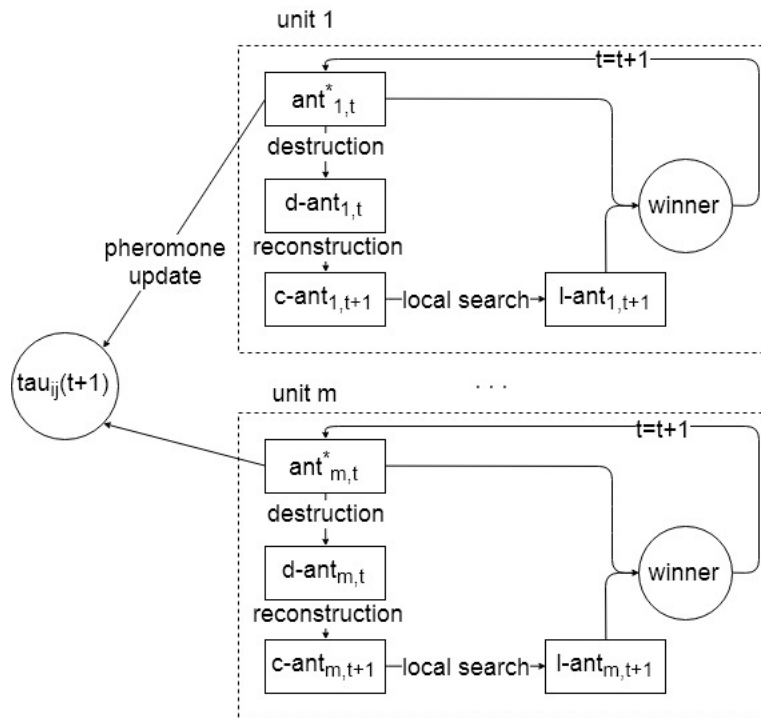 unit 1
t=t+1
ant*1,t
destruction
d-ant1,t
winner
reconstruction
pheromone
update
c-ant1,t+1
local search
l-ant1,t+1
tauij(t+1)
. . .
unit m
t=t+1
ant*m,t
destruction
d-antm,t
winner
reconstruction
c-antm,t+1
local search
l-antm,t+1